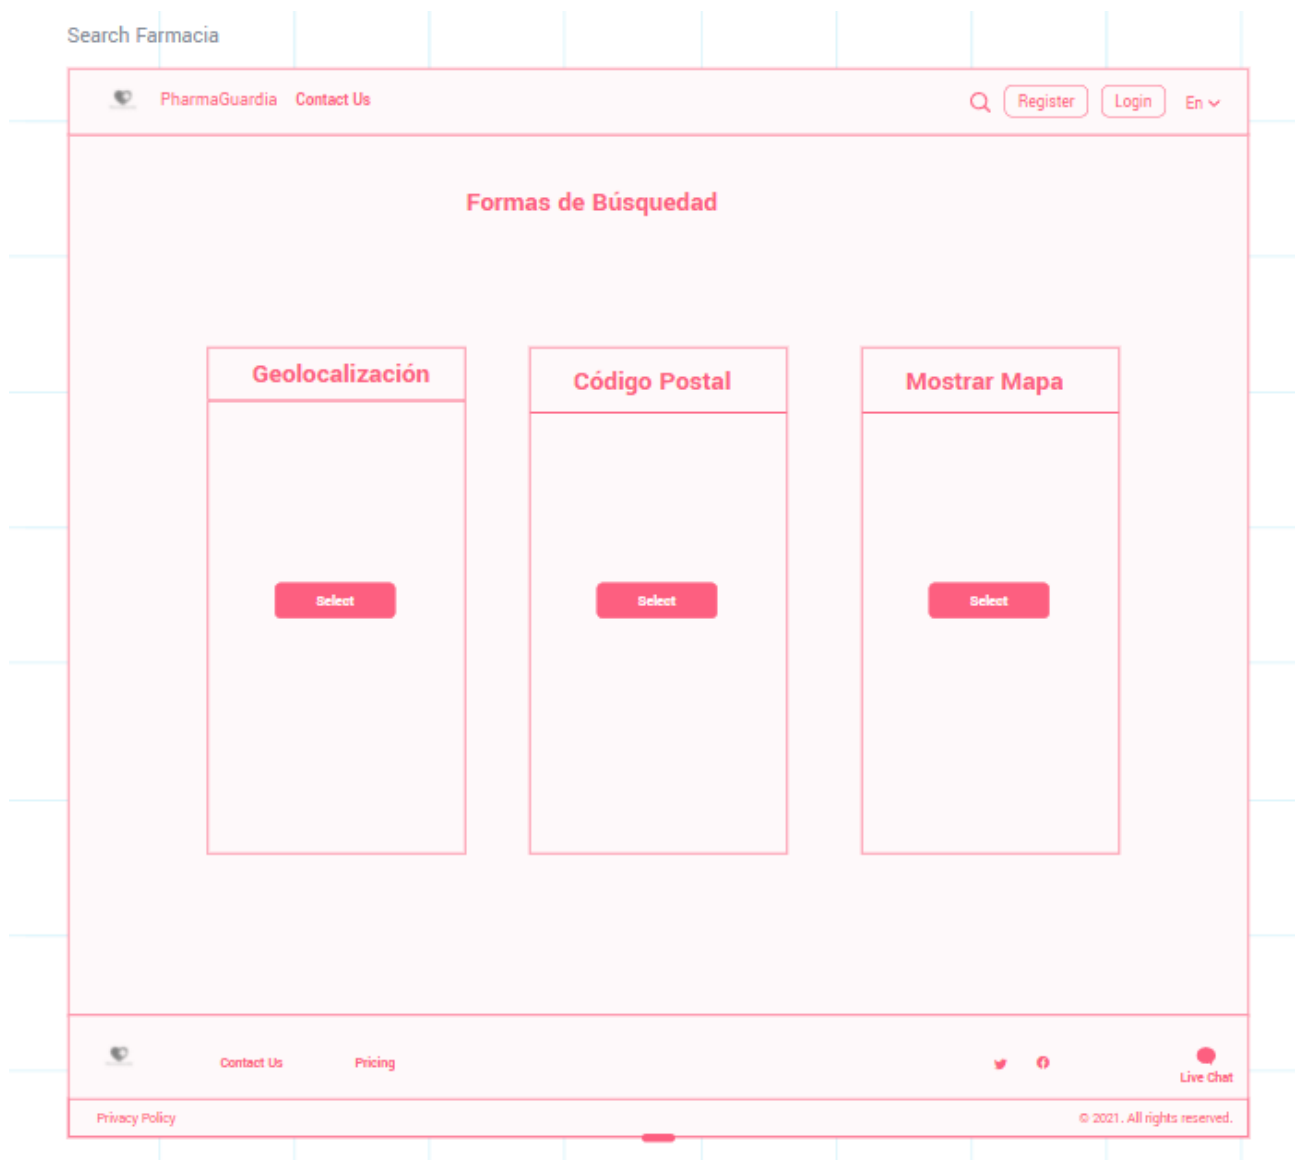 Search Farmacia
PharmaGuardia Contact Us Register Login En
Formas de Búsquedad
Geolocalización
Código Postal
Mostrar Mapa
Select
Select
Select
Contact Us Pricing
Live Chat
Privacy Policy © 2021. All rights reserved.